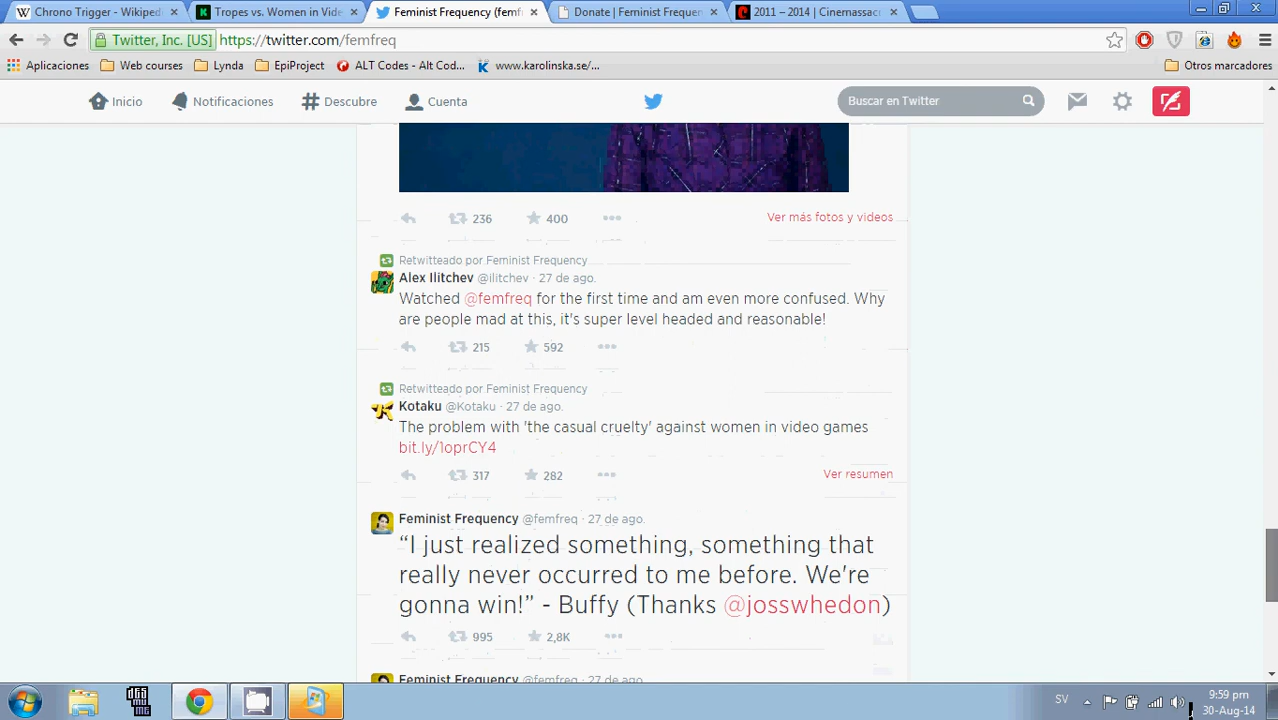 Chrono Trigger - Wikiped
Tropes vs. Women in Vide
Feminist Frequency (femf
Donate | Feminist Frequen
2011 – 2014 | Cinemassac
Twitter, Inc. [US]
https://twitter.com/femfreq
Aplicaciones
Web courses
Lynda
EpiProject
ALT Codes - Alt Cod...
www.karolinska.se/...
Otros marcadores
Inicio
Notificaciones
Descubre
Cuenta
Buscar en Twitter
236
400
Ver más fotos y videos
Retwitteado por Feminist Frequency
Alex Ilitchev @ilitchev · 27 de ago.
Watched @femfreq for the first time and am even more confused. Why
are people mad at this, it's super level headed and reasonable!
215
592
Retwitteado por Feminist Frequency
Kotaku @Kotaku · 27 de ago.
The problem with 'the casual cruelty' against women in video games
bit.ly/1oprCY4
317
282
Ver resumen
Feminist Frequency @femfreq · 27 de ago.
“I just realized something, something that
really never occurred to me before. We're
gonna win!” - Buffy (Thanks @josswhedon)
995
2,8K
Feminist Frequency @femfreq · 27 de ago.
SV
9:59 pm
30-Aug-14